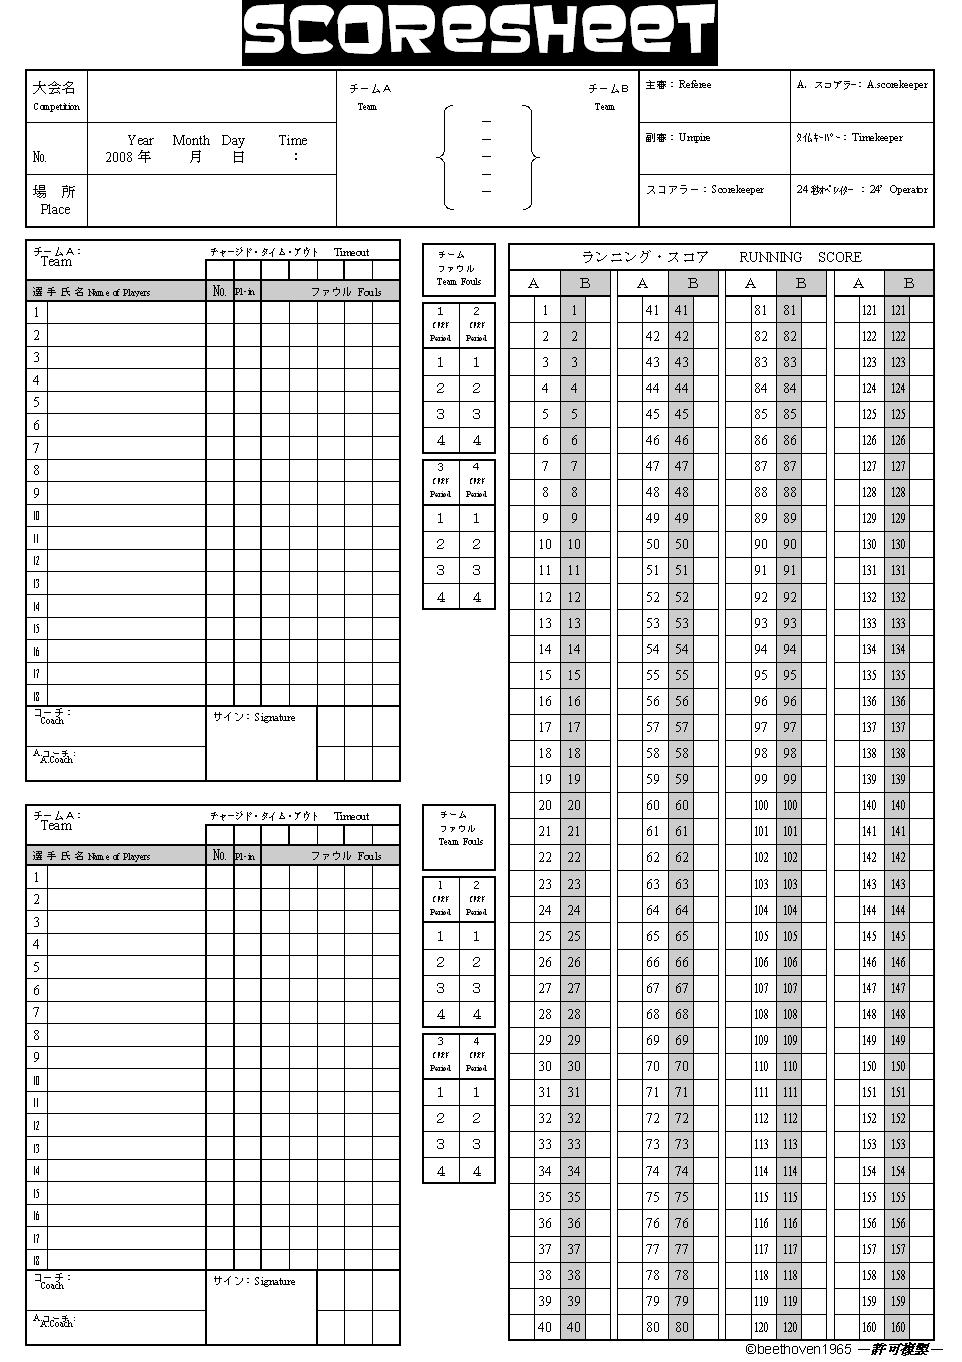 SCORESHEET
大会名
Competition
No.
Year Month Day Time
2008 年 月 日 :
場 所
Place
チームA チームB
Team Team
—
—
—
—
—
主審:Referee
副審:Umpire
スコアラー:Scorekeeper
A. スコアラー:A.scorekeeper
ﾀｲﾑｷｰﾊﾟｰ:Timekeeper
24秒ｵﾍﾟﾚｲﾀｰ:24' Operator
チームA:
Team
チャージド・タイム・アウト Timeout
選手氏名 Name of Players No. Pl-in ファウル Fouls
1
2
3
4
5
6
7
8
9
10
11
12
13
14
15
16
17
18
コーチ:
Coach
サイン:Signature
A.コーチ:
A.Coach
チーム
ファウル
Team Fouls
1 2
Period Period
1 1
2 2
3 3
4 4
3 4
Period Period
1 1
2 2
3 3
4 4
チームA:
Team
チャージド・タイム・アウト Timeout
選手氏名 Name of Players No. Pl-in ファウル Fouls
1
2
3
4
5
6
7
8
9
10
11
12
13
14
15
16
17
18
コーチ:
Coach
サイン:Signature
A.コーチ:
A.Coach
チーム
ファウル
Team Fouls
1 2
Period Period
1 1
2 2
3 3
4 4
3 4
Period Period
1 1
2 2
3 3
4 4
ランニング・スコア RUNNING SCORE
A B A B A B A B
1 1 41 41 81 81 121 121
2 2 42 42 82 82 122 122
3 3 43 43 83 83 123 123
4 4 44 44 84 84 124 124
5 5 45 45 85 85 125 125
6 6 46 46 86 86 126 126
7 7 47 47 87 87 127 127
8 8 48 48 88 88 128 128
9 9 49 49 89 89 129 129
10 10 50 50 90 90 130 130
11 11 51 51 91 91 131 131
12 12 52 52 92 92 132 132
13 13 53 53 93 93 133 133
14 14 54 54 94 94 134 134
15 15 55 55 95 95 135 135
16 16 56 56 96 96 136 136
17 17 57 57 97 97 137 137
18 18 58 58 98 98 138 138
19 19 59 59 99 99 139 139
20 20 60 60 100 100 140 140
21 21 61 61 101 101 141 141
22 22 62 62 102 102 142 142
23 23 63 63 103 103 143 143
24 24 64 64 104 104 144 144
25 25 65 65 105 105 145 145
26 26 66 66 106 106 146 146
27 27 67 67 107 107 147 147
28 28 68 68 108 108 148 148
29 29 69 69 109 109 149 149
30 30 70 70 110 110 150 150
31 31 71 71 111 111 151 151
32 32 72 72 112 112 152 152
33 33 73 73 113 113 153 153
34 34 74 74 114 114 154 154
35 35 75 75 115 115 155 155
36 36 76 76 116 116 156 156
37 37 77 77 117 117 157 157
38 38 78 78 118 118 158 158
39 39 79 79 119 119 159 159
40 40 80 80 120 120 160 160
©beethoven1965 —許可複製—